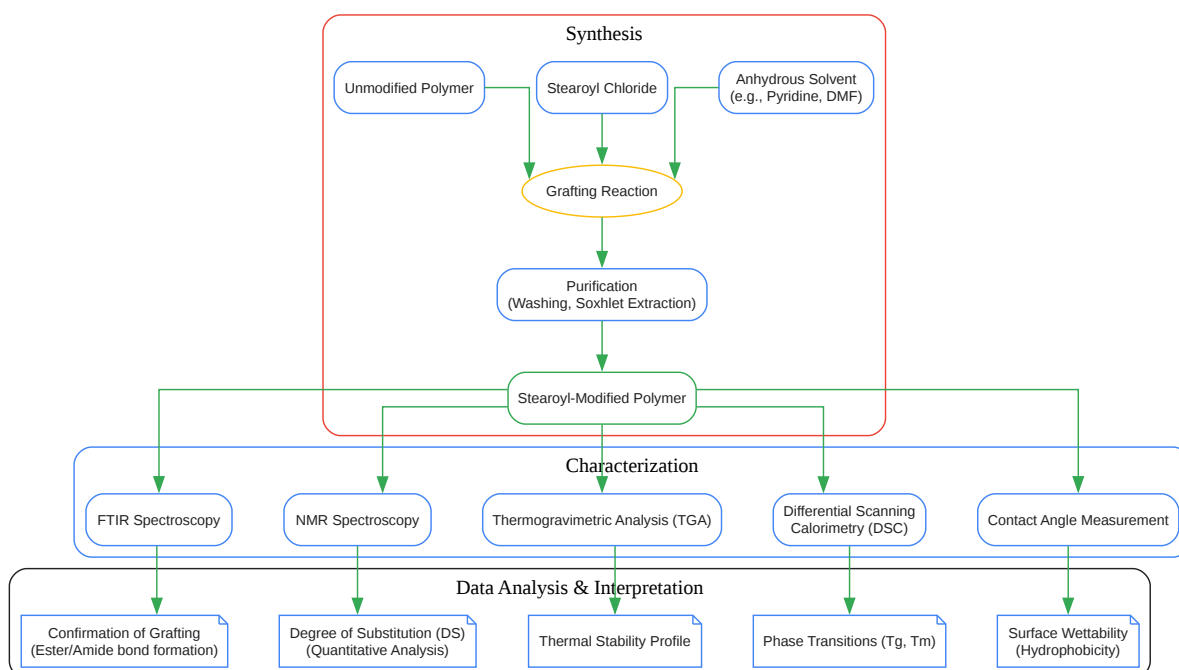 Synthesis
Unmodified Polymer
Stearoyl Chloride
Anhydrous Solvent
(e.g., Pyridine, DMF)
Grafting Reaction
Purification
(Washing, Soxhlet Extraction)
Stearoyl-Modified Polymer
Characterization
FTIR Spectroscopy
NMR Spectroscopy
Thermogravimetric Analysis (TGA)
Differential Scanning
Calorimetry (DSC)
Contact Angle Measurement
Data Analysis & Interpretation
Confirmation of Grafting
(Ester/Amide bond formation)
Degree of Substitution (DS)
(Quantitative Analysis)
Thermal Stability Profile
Phase Transitions (Tg, Tm)
Surface Wettability
(Hydrophobicity)